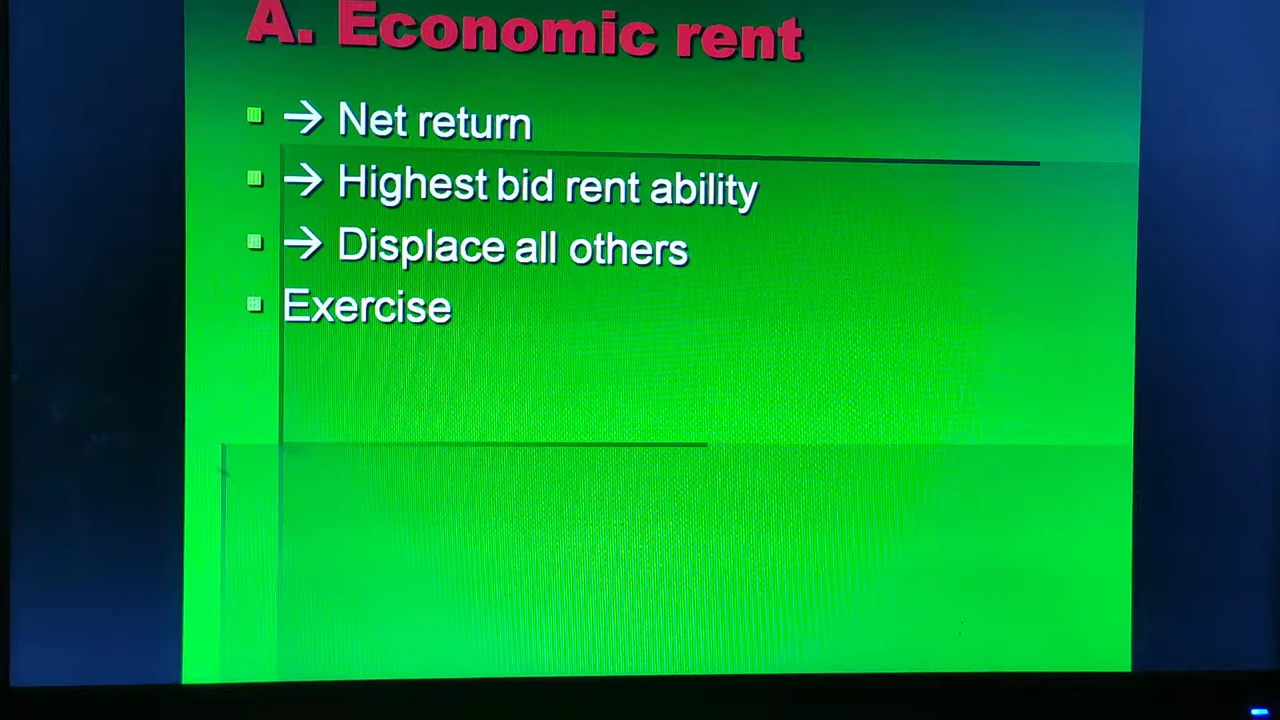 A. Economic rent
→ Net return
→ Highest bid rent ability
→ Displace all others
Exercise